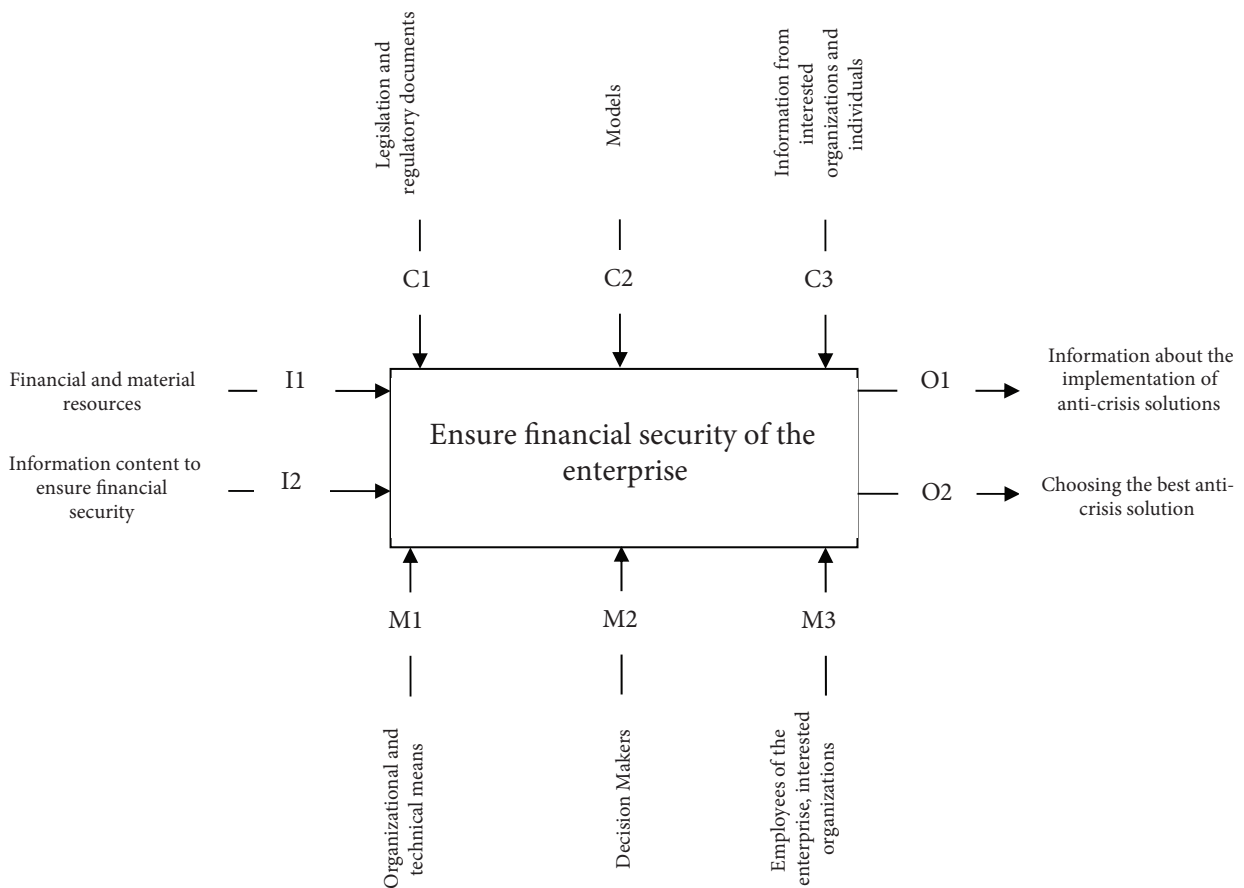 Legislation and
regulatory documents
Models
Information from
interested
organizations and
individuals
C1
C2
C3
Financial and material
resources
I1
Information content to
ensure financial
security
I2
Ensure financial security of the
enterprise
O1
Information about the
implementation of
anti-crisis solutions
O2
Choosing the best anti-
crisis solution
M1
M2
M3
Organizational and
technical means
Decision Makers
Employees of the
enterprise, interested
organizations